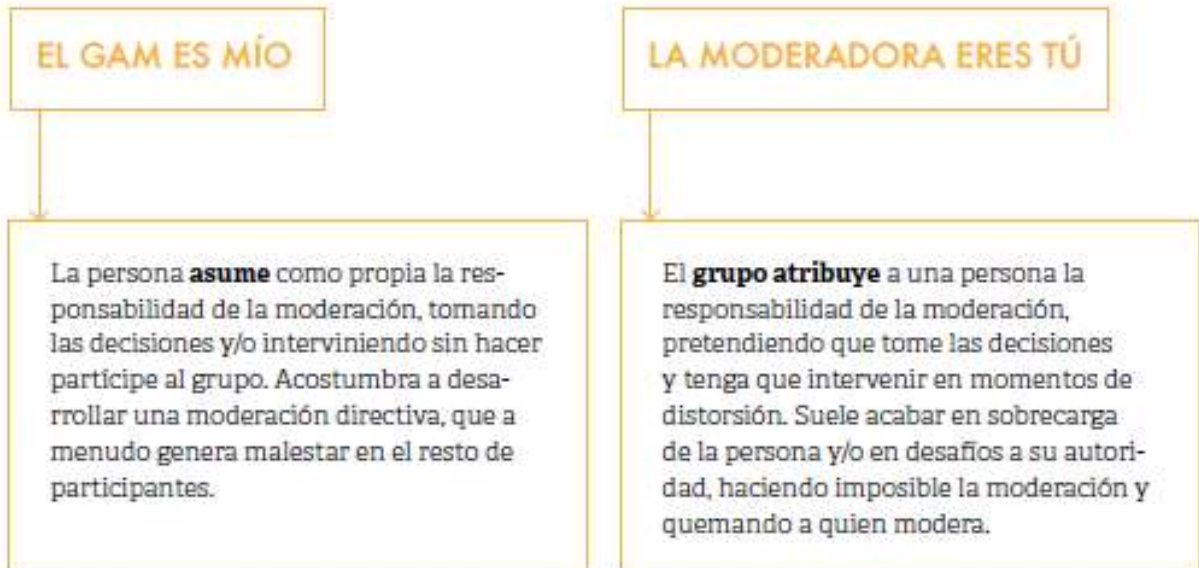 EL GAM ES MÍO
La persona asume como propia la res-
ponsabilidad de la moderación, tomando
las decisiones y/o interviniendo sin hacer
partícipe al grupo. Acostumbra a desa-
rrollar una moderación directiva, que a
menudo genera malestar en el resto de
participantes.
LA MODERADORA ERES TÚ
El grupo atribuye a una persona la
responsabilidad de la moderación,
pretendiendo que tome las decisiones
y tenga que intervenir en momentos de
distorsión. Suele acabar en sobrecarga
de la persona y/o en desafíos a su autori-
dad, haciendo imposible la moderación y
quemando a quien modera.